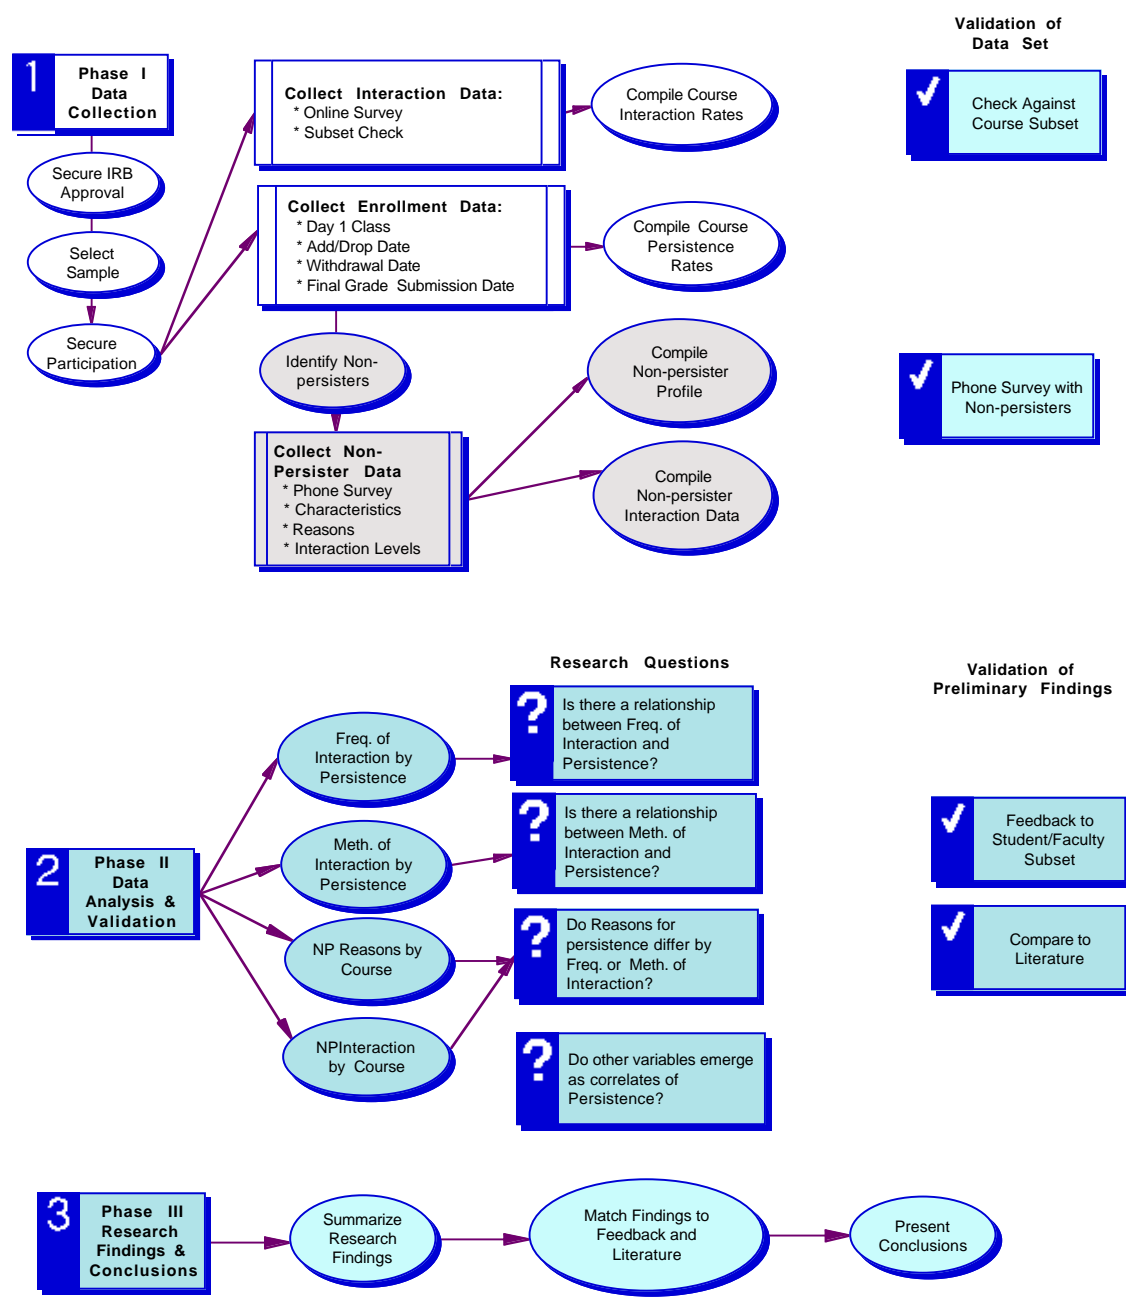 Validation of
Data Set
1
Phase I
Data
Collection
Collect Interaction Data:
* Online Survey
* Subset Check
Compile Course
Interaction Rates
Check Against
Course Subset
Secure IRB
Approval
Select
Sample
Secure
Participation
Collect Enrollment Data:
* Day 1 Class
* Add/Drop Date
* Withdrawal Date
* Final Grade Submission Date
Compile Course
Persistence
Rates
Identify Non-
persisters
Compile
Non-persister
Profile
Phone Survey with
Non-persisters
Collect Non-
Persister Data
* Phone Survey
* Characteristics
* Reasons
* Interaction Levels
Compile
Non-persister
Interaction Data
Research Questions
Validation of
Preliminary Findings
2
Phase II
Data
Analysis &
Validation
Freq. of
Interaction by
Persistence
?
Is there a relationship
between Freq. of
Interaction and
Persistence?
Meth. of
Interaction by
Persistence
?
Is there a relationship
between Meth. of
Interaction and
Persistence?
Feedback to
Student/Faculty
Subset
NP Reasons by
Course
?
Do Reasons for
persistence differ by
Freq. or Meth. of
Interaction?
Compare to
Literature
NPInteraction
by Course
?
Do other variables emerge
as correlates of
Persistence?
3
Phase III
Research
Findings &
Conclusions
Summarize
Research
Findings
Match Findings to
Feedback and
Literature
Present
Conclusions